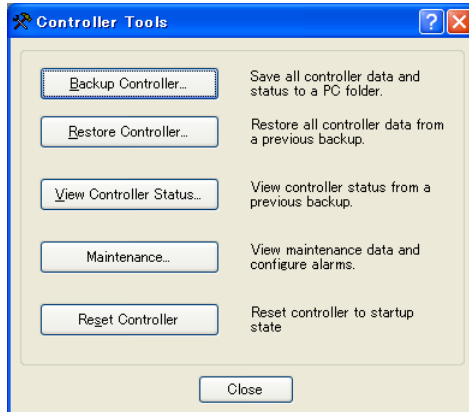 Controller Tools
Backup Controller...
Save all controller data and
status to a PC folder.
Restore Controller...
Restore all controller data from
a previous backup.
View Controller Status...
View controller status from a
previous backup.
Maintenance...
View maintenance data and
configure alarms.
Reset Controller
Reset controller to startup
state
Close